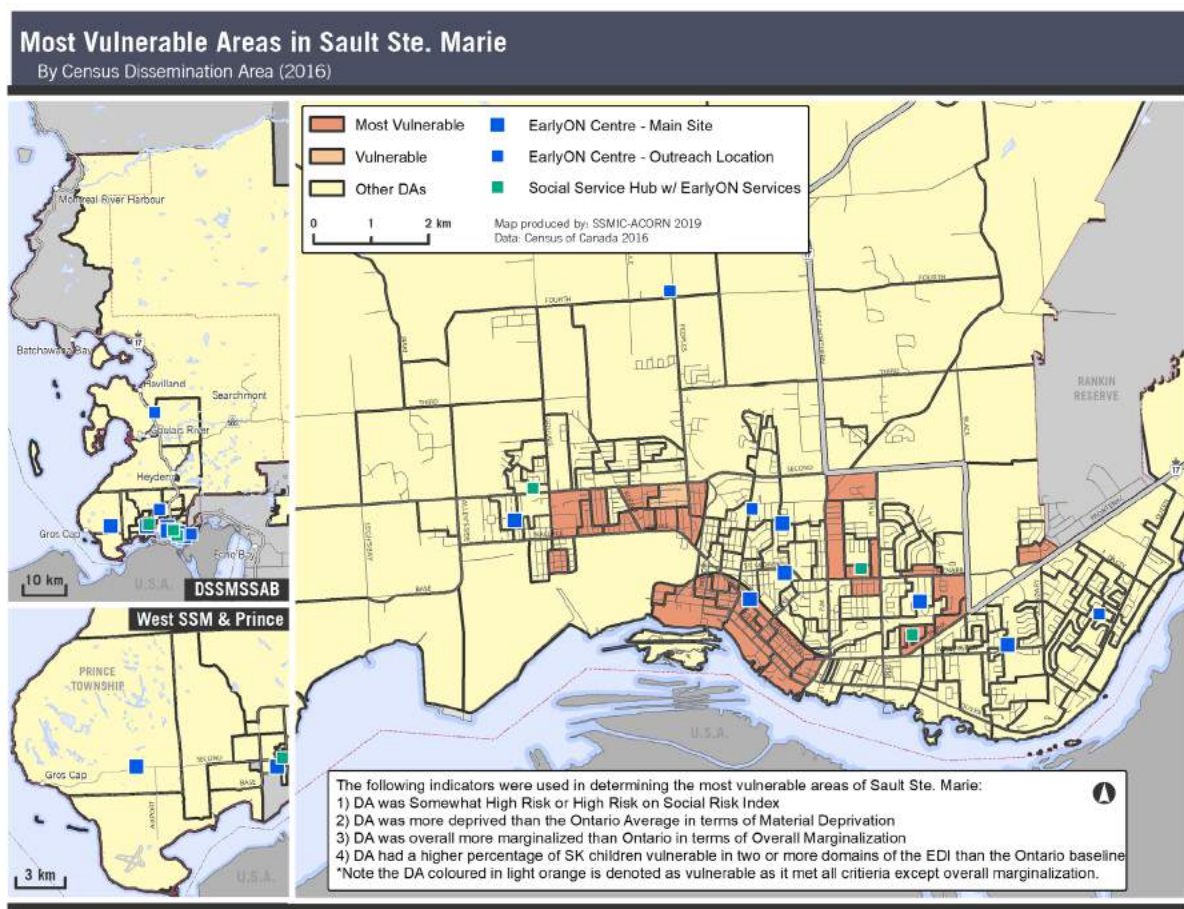 Most Vulnerable Areas in Sault Ste. Marie
By Census Dissemination Area (2016)
Most Vulnerable
Vulnerable
Other DAs
EarlyON Centre - Main Site
EarlyON Centre - Outreach Location
Social Service Hub w/ EarlyON Services
0 1 2 km
Map produced by: SSMIC-ACORN 2019
Data: Census of Canada 2016
Montreal River Harbour
17
Batchawana Bay
Havilland
Searchmont
Goulais River
Heyden
Gros Cap
Echo Bay
10 km
U.S.A.
DSSMSSAB
West SSM & Prince
PRINCE
TOWNSHIP
SECOND
Gros Cap
BASE
AIRPORT
3 km
U.S.A.
17
FOURTH
FOURTH
PEOPLES
THIRD
THIRD
RANKIN
RESERVE
BLACK
SECOND
17
BASE
U.S.A.
The following indicators were used in determining the most vulnerable areas of Sault Ste. Marie:
1) DA was Somewhat High Risk or High Risk on Social Risk Index
2) DA was more deprived than the Ontario Average in terms of Material Deprivation
3) DA was overall more marginalized than Ontario in terms of Overall Marginalization
4) DA had a higher percentage of SK children vulnerable in two or more domains of the EDI than the Ontario baseline
*Note the DA coloured in light orange is denoted as vulnerable as it met all critieria except overall marginalization.